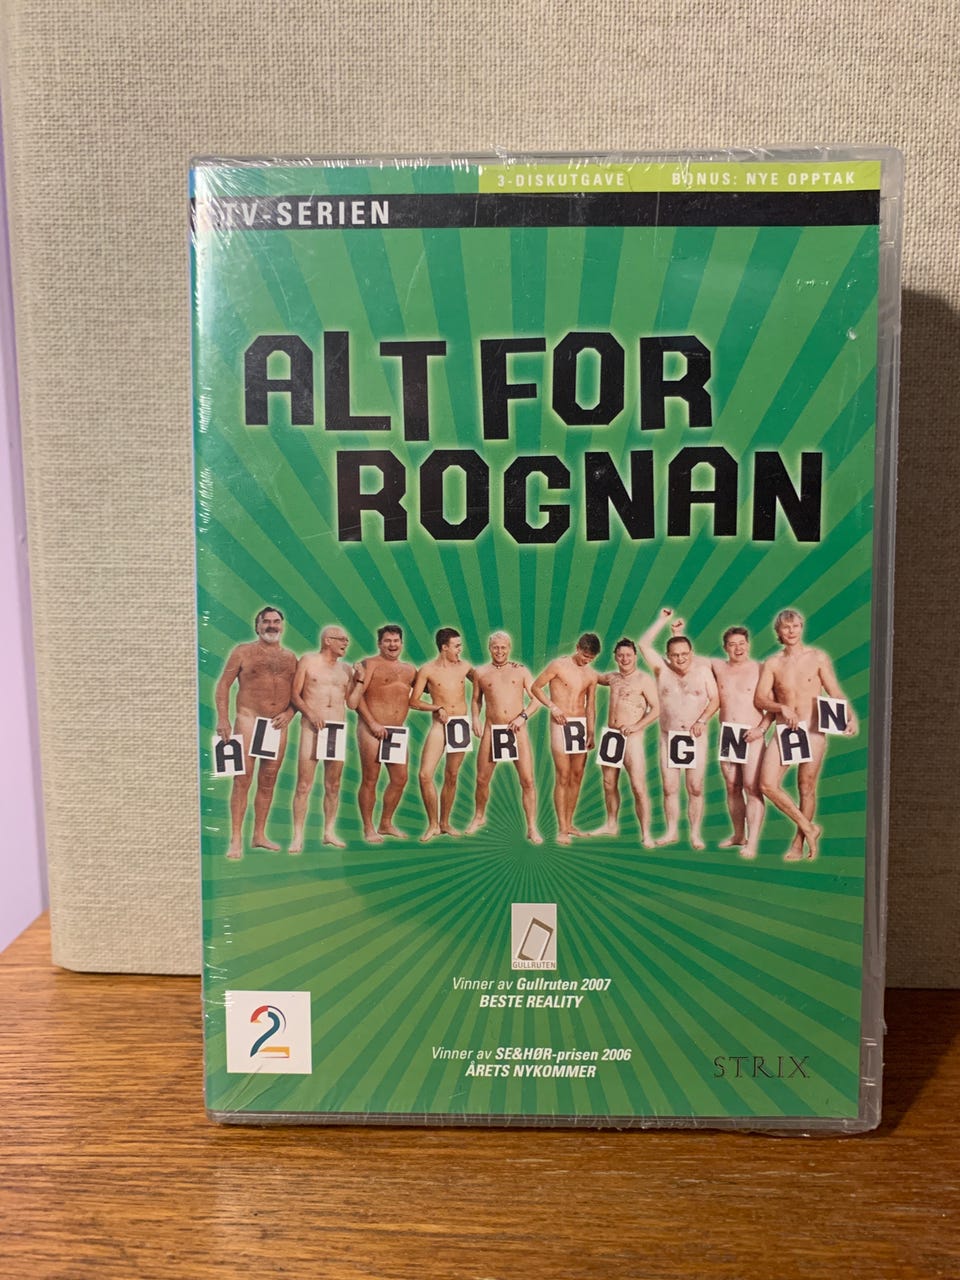 3-DISKUTGAVE BONUS: NYE OPPTAK
TV-SERIEN
ALT FOR
ROGNAN
A L T F O R R O G N A N
GULLRUTEN
Vinner av Gullruten 2007
BESTE REALITY
2
Vinner av SE&HØR-prisen 2006
ÅRETS NYKOMMER
STRIX